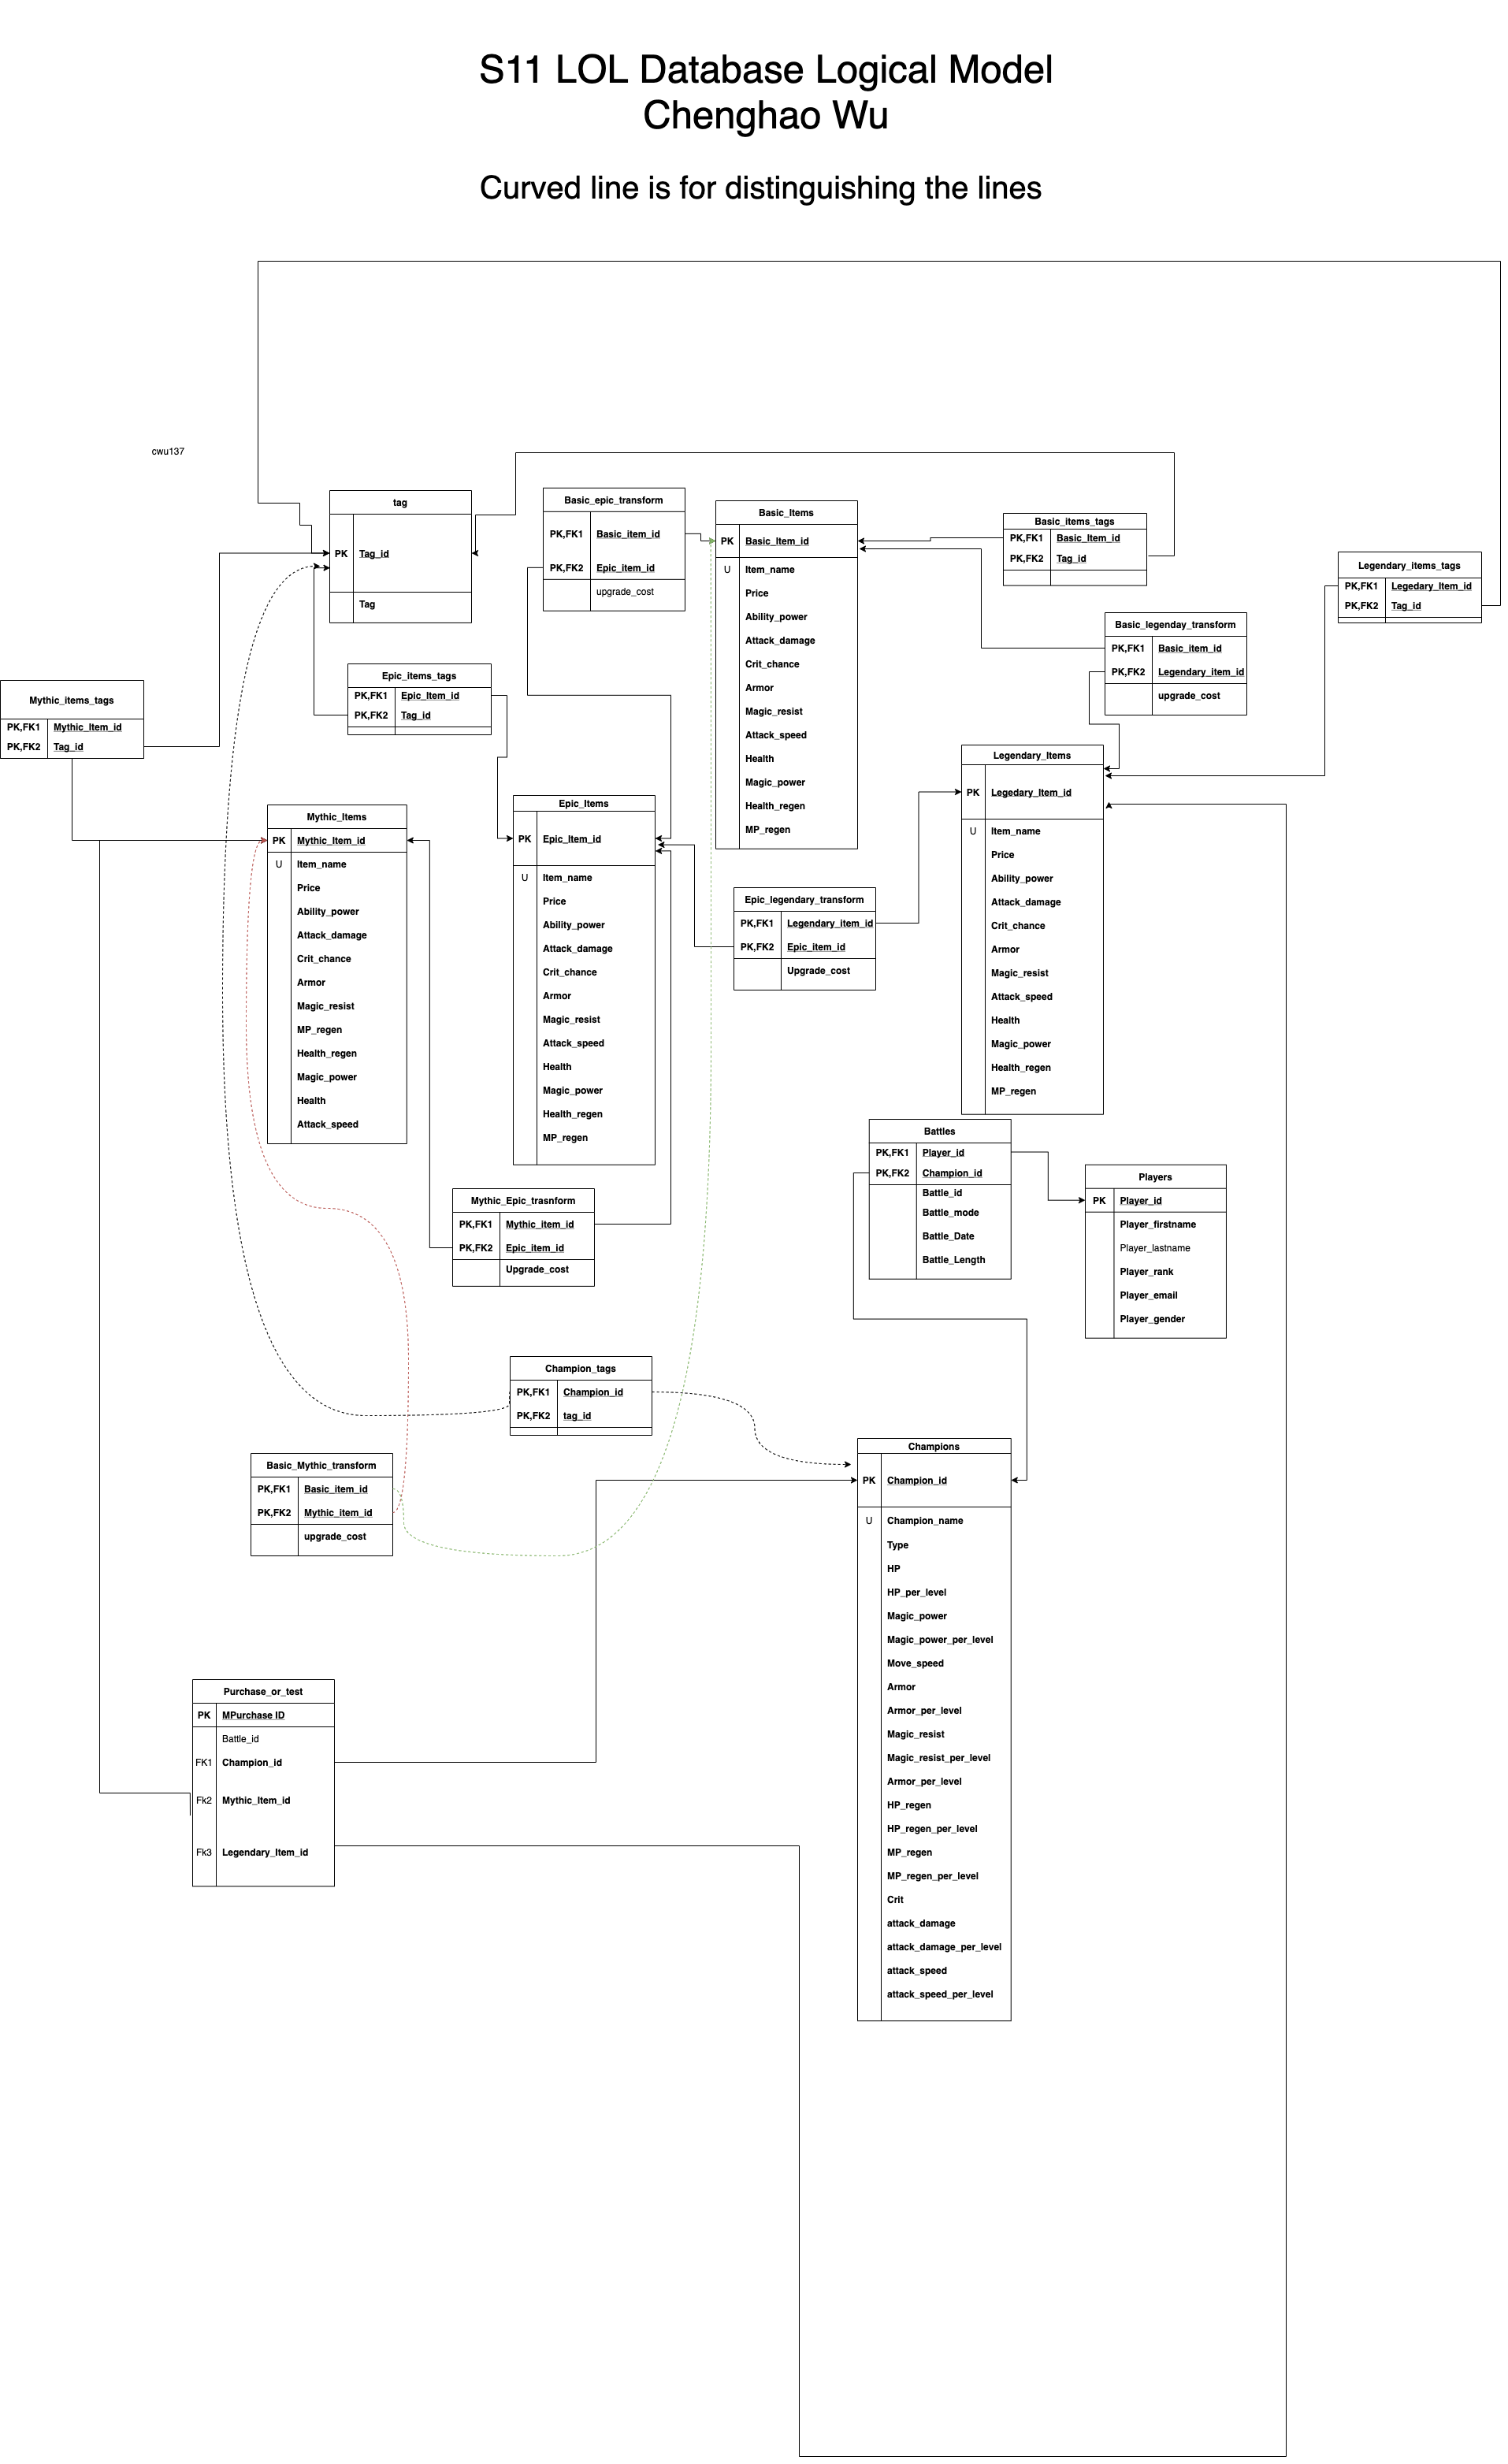 S11 LOL Database Logical Model
Chenghao Wu
Curved line is for distinguishing the lines
cwu137
tag
PK Tag_id
Tag
Basic_epic_transform
PK,FK1 Basic_item_id
PK,FK2 Epic_item_id
upgrade_cost
Basic_Items
PK Basic_Item_id
U Item_name
Price
Ability_power
Attack_damage
Crit_chance
Armor
Magic_resist
Attack_speed
Health
Magic_power
Health_regen
MP_regen
Basic_items_tags
PK,FK1 Basic_Item_id
PK,FK2 Tag_id
Legendary_items_tags
PK,FK1 Legedary_Item_id
PK,FK2 Tag_id
Basic_legenday_transform
PK,FK1 Basic_item_id
PK,FK2 Legendary_item_id
upgrade_cost
Epic_items_tags
PK,FK1 Epic_Item_id
PK,FK2 Tag_id
Mythic_items_tags
PK,FK1 Mythic_Item_id
PK,FK2 Tag_id
Mythic_Items
PK Mythic_Item_id
U Item_name
Price
Ability_power
Attack_damage
Crit_chance
Armor
Magic_resist
MP_regen
Health_regen
Magic_power
Health
Attack_speed
Epic_Items
PK Epic_Item_id
U Item_name
Price
Ability_power
Attack_damage
Crit_chance
Armor
Magic_resist
Attack_speed
Health
Magic_power
Health_regen
MP_regen
Legendary_Items
PK Legedary_Item_id
U Item_name
Price
Ability_power
Attack_damage
Crit_chance
Armor
Magic_resist
Attack_speed
Health
Magic_power
Health_regen
MP_regen
Epic_legendary_transform
PK,FK1 Legendary_item_id
PK,FK2 Epic_item_id
Upgrade_cost
Battles
PK,FK1 Player_id
PK,FK2 Champion_id
Battle_id
Battle_mode
Battle_Date
Battle_Length
Players
PK Player_id
Player_firstname
Player_lastname
Player_rank
Player_email
Player_gender
Mythic_Epic_trasnform
PK,FK1 Mythic_item_id
PK,FK2 Epic_item_id
Upgrade_cost
Champion_tags
PK,FK1 Champion_id
PK,FK2 tag_id
Basic_Mythic_transform
PK,FK1 Basic_item_id
PK,FK2 Mythic_item_id
upgrade_cost
Champions
PK Champion_id
U Champion_name
Type
HP
HP_per_level
Magic_power
Magic_power_per_level
Move_speed
Armor
Armor_per_level
Magic_resist
Magic_resist_per_level
Armor_per_level
HP_regen
HP_regen_per_level
MP_regen
MP_regen_per_level
Crit
attack_damage
attack_damage_per_level
attack_speed
attack_speed_per_level
Purchase_or_test
PK MPurchase ID
Battle_id
FK1 Champion_id
Fk2 Mythic_Item_id
Fk3 Legendary_Item_id